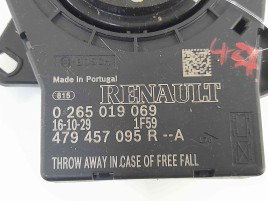 Made in Portugal
815 RENAULT
0 265 019 069
16-10-29 1F59
479 457 095 R --A
THROW AWAY IN CASE OF FREE FALL